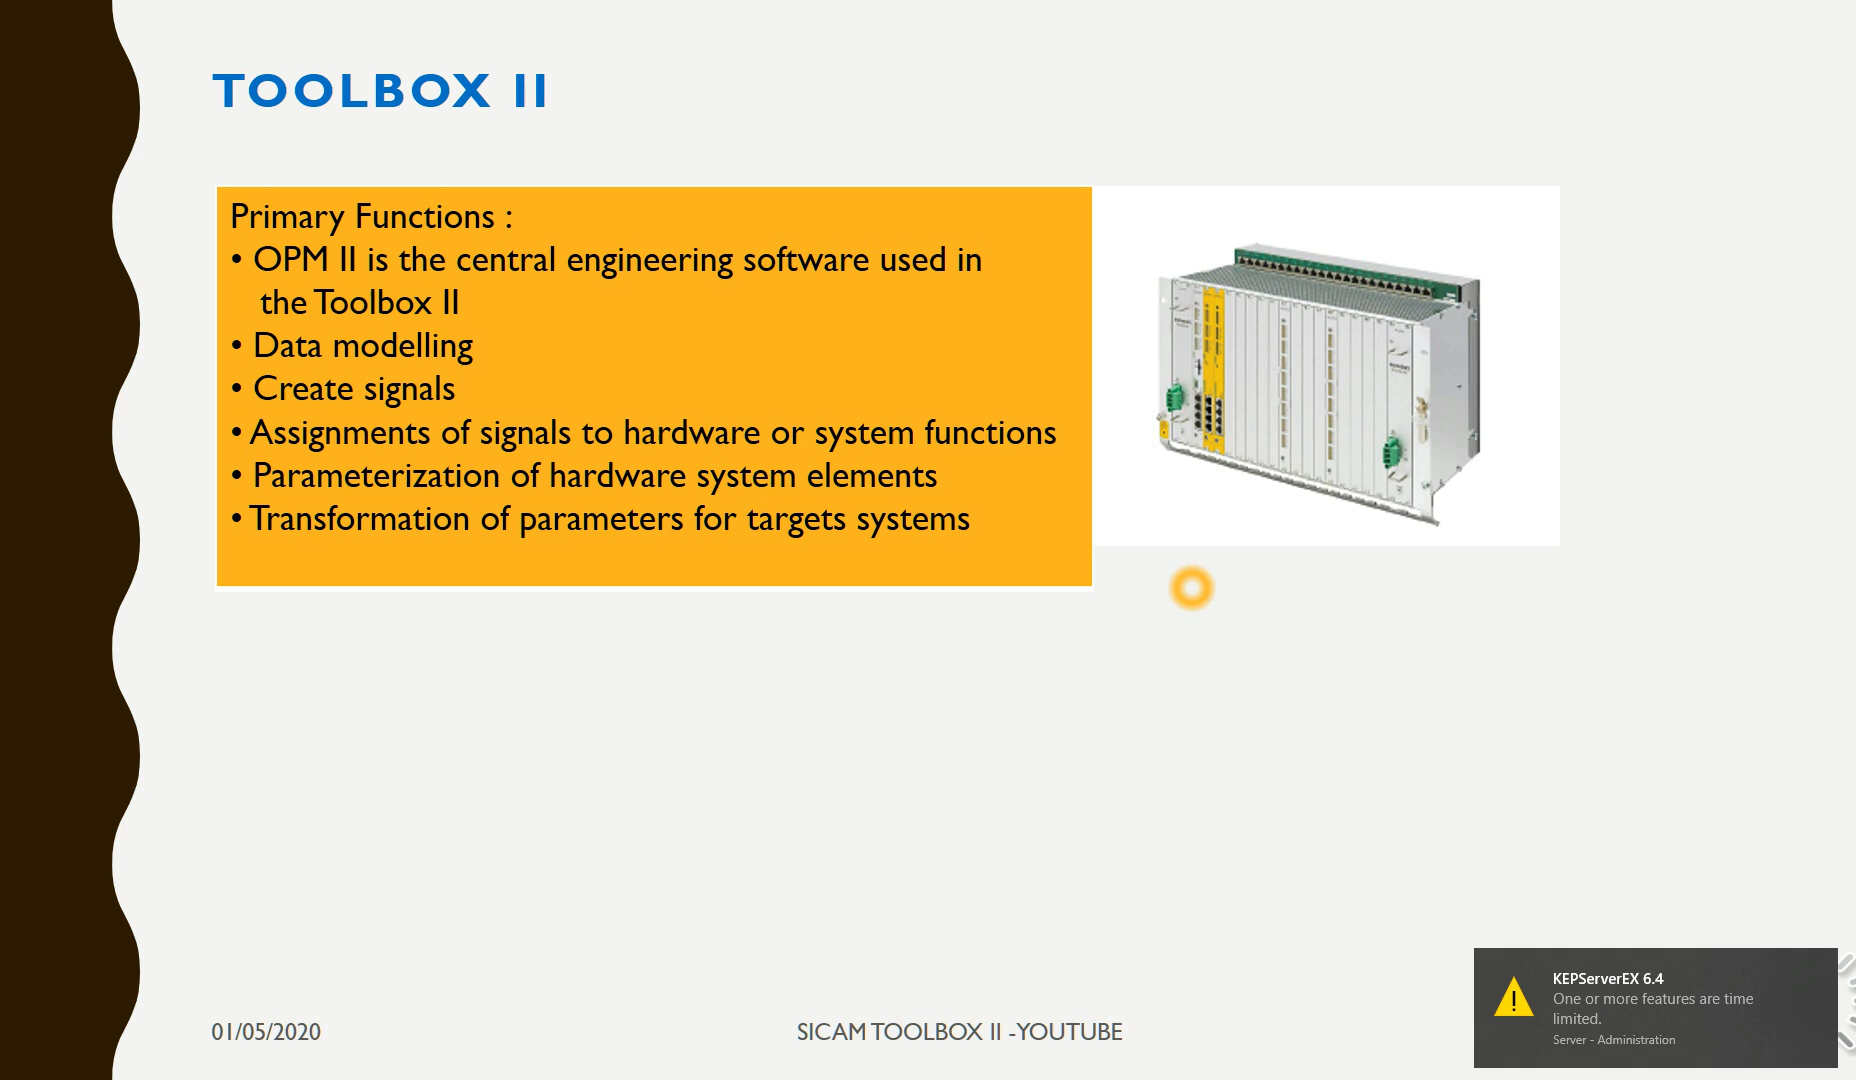 TOOLBOX II
Primary Functions :
• OPM II is the central engineering software used in
the Toolbox II
• Data modelling
• Create signals
• Assignments of signals to hardware or system functions
• Parameterization of hardware system elements
• Transformation of parameters for targets systems
KEPServerEX 6.4
One or more features are time
limited.
Server - Administration
01/05/2020
SICAM TOOLBOX II -YOUTUBE